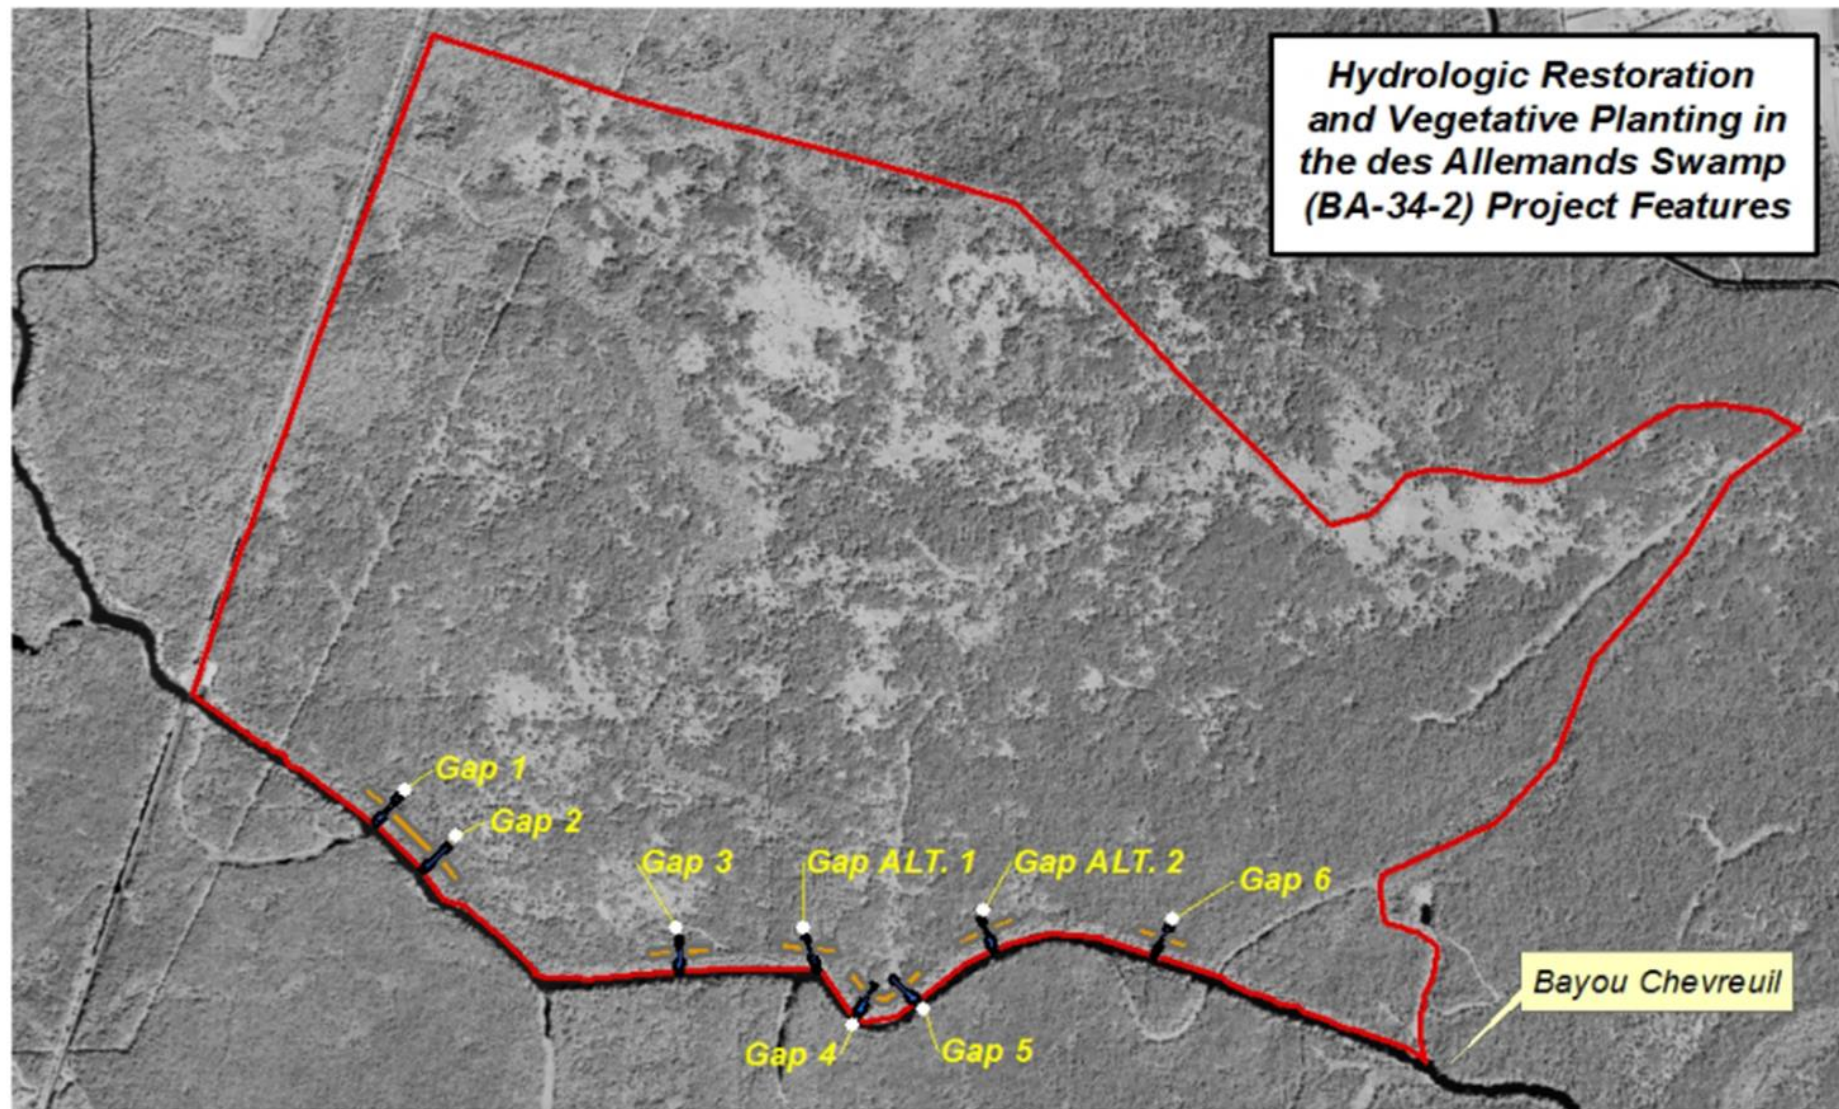 Hydrologic Restoration
and Vegetative Planting in
the des Allemands Swamp
(BA-34-2) Project Features
Gap 1
Gap 2
Gap 3
Gap ALT. 1
Gap ALT. 2
Gap 6
Bayou Chevreuil
Gap 4
Gap 5